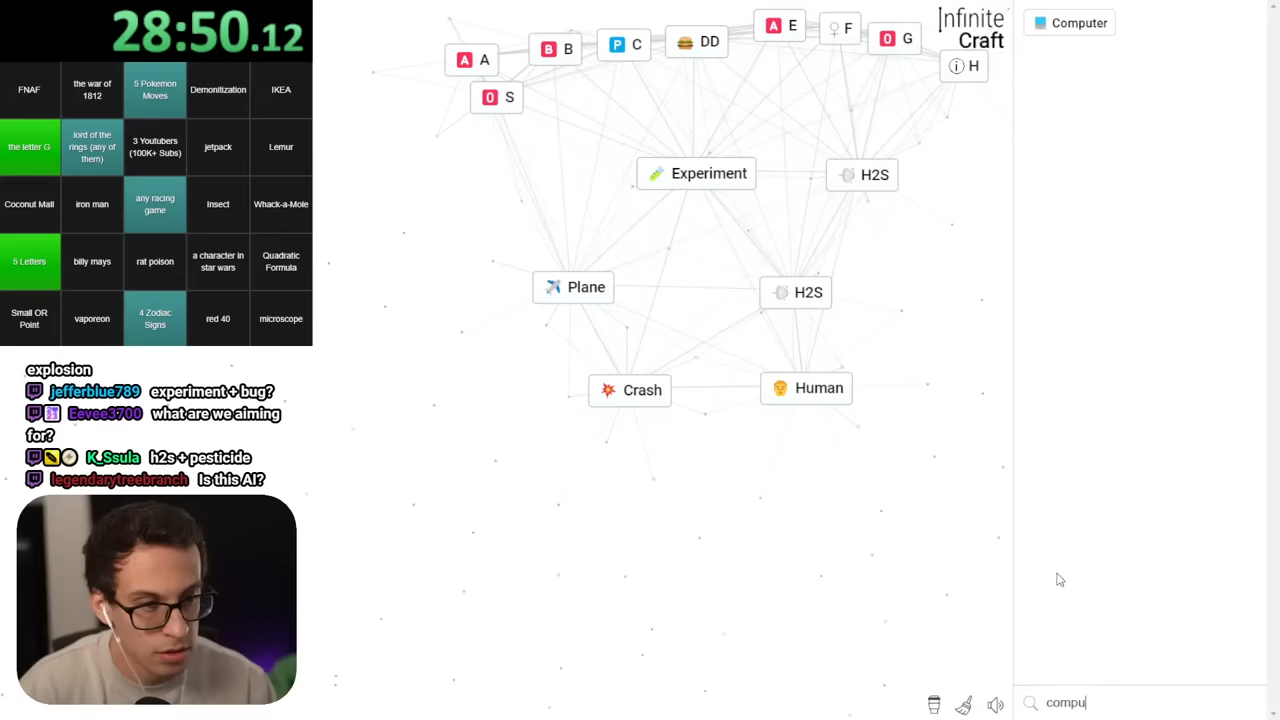 28:50.12
FNAF
the war of
1812
5 Pokemon
Moves
Demonitization
IKEA
the letter G
lord of the
rings (any of
them)
3 Youtubers
(100K+ Subs)
jetpack
Lemur
Coconut Mall
iron man
any racing
game
Insect
Whack-a-Mole
5 Letters
billy mays
rat poison
a character in
star wars
Quadratic
Formula
Small OR
Point
vaporeon
4 Zodiac
Signs
red 40
microscope
explosion
jefferblue789 experiment + bug?
Eevee3700 what are we aiming
for?
K_Ssula h2s + pesticide
legendarytreebranch Is this AI?
A A
B B
P C
DD
A E
♀ F
O G
i H
O S
Infinite
Craft
Experiment
H2S
Plane
H2S
Crash
Human
Computer
compu